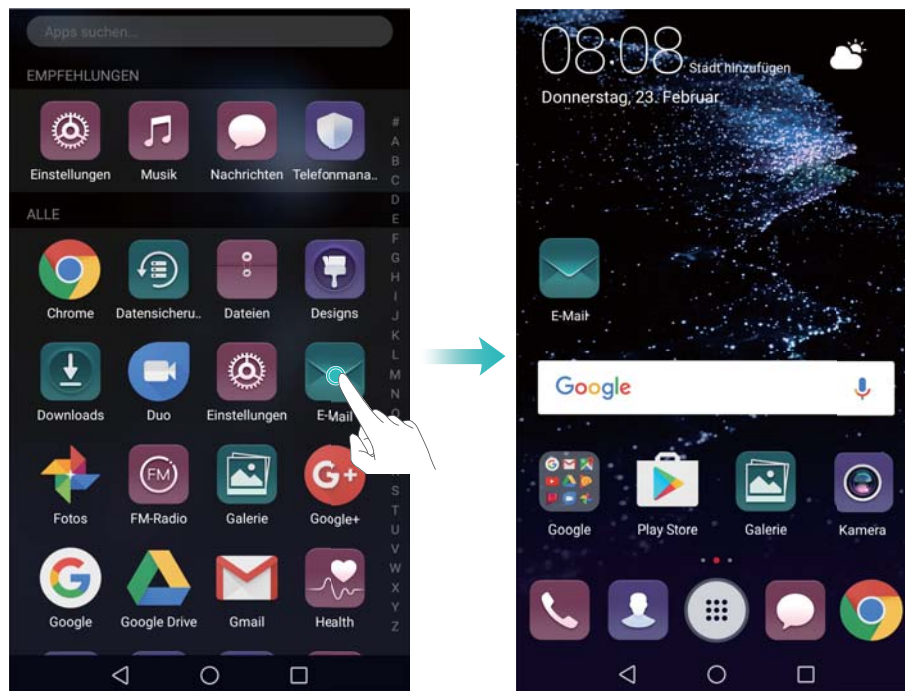 Apps suchen...
EMPFEHLUNGEN
Einstellungen Musik Nachrichten Telefonmana..
ALLE
Chrome Datensicheru.. Dateien Designs
Downloads Duo Einstellungen E-Mail
Fotos FM-Radio Galerie Google+
Google Google Drive Gmail Health
#
A
B
C
D
E
F
G
H
I
J
K
L
M
N
O
S
T
U
V
W
X
Y
Z
FM
G+
G
08:08 Stadt hinzufügen
Donnerstag, 23. Februar
E-Mail
Google
Google Play Store Galerie Kamera